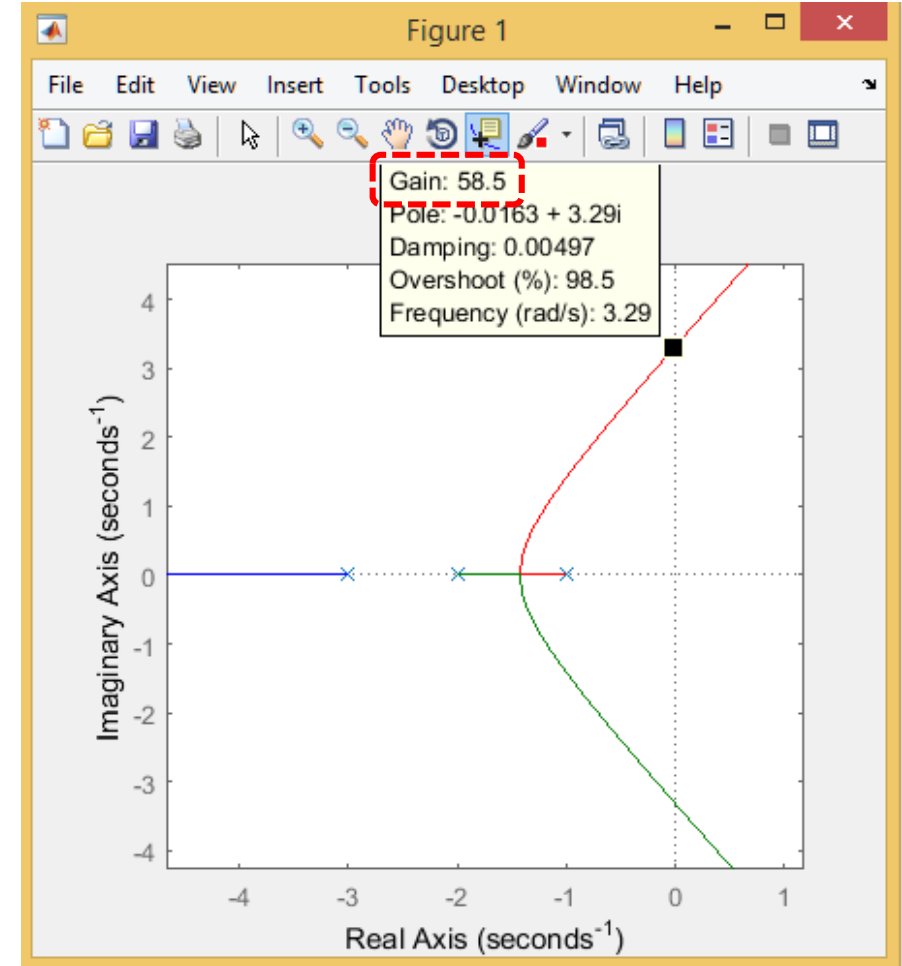 Figure 1
File Edit View Insert Tools Desktop Window Help
Gain: 58.5
Pole: -0.0163 + 3.29i
Damping: 0.00497
Overshoot (%): 98.5
Frequency (rad/s): 3.29
4
3
2
1
0
-1
-2
-3
-4
Imaginary Axis (seconds⁻¹)
-4 -3 -2 -1 0 1
Real Axis (seconds⁻¹)